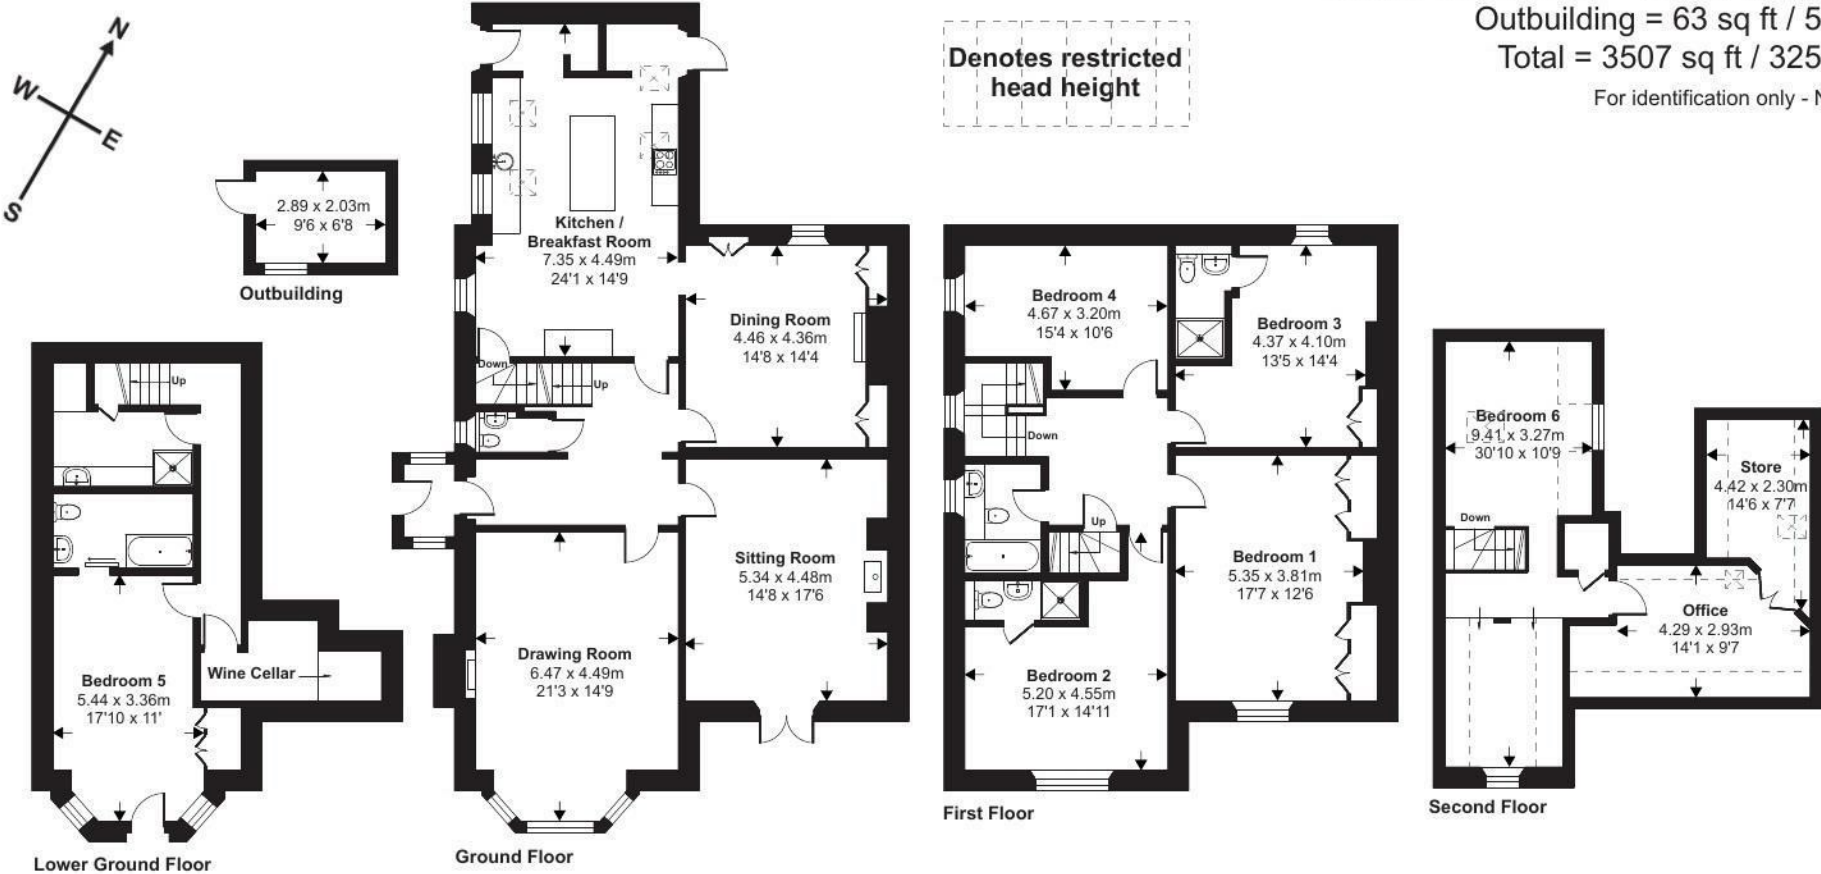 N
W
E
S
Outbuilding = 63 sq ft / 5
Total = 3507 sq ft / 325
For identification only - N
Denotes restricted
head height
2.89 x 2.03m
9'6 x 6'8
Outbuilding
Up
Bedroom 5
5.44 x 3.36m
17'10 x 11'
Wine Cellar
Lower Ground Floor
Kitchen /
Breakfast Room
7.35 x 4.49m
24'1 x 14'9
Dining Room
4.46 x 4.36m
14'8 x 14'4
Down
Up
Sitting Room
5.34 x 4.48m
14'8 x 17'6
Drawing Room
6.47 x 4.49m
21'3 x 14'9
Ground Floor
Bedroom 4
4.67 x 3.20m
15'4 x 10'6
Bedroom 3
4.37 x 4.10m
13'5 x 14'4
Down
Up
Bedroom 1
5.35 x 3.81m
17'7 x 12'6
Bedroom 2
5.20 x 4.55m
17'1 x 14'11
First Floor
Bedroom 6
9.41 x 3.27m
30'10 x 10'9
Down
Store
4.42 x 2.30m
14'6 x 7'7
Office
4.29 x 2.93m
14'1 x 9'7
Second Floor